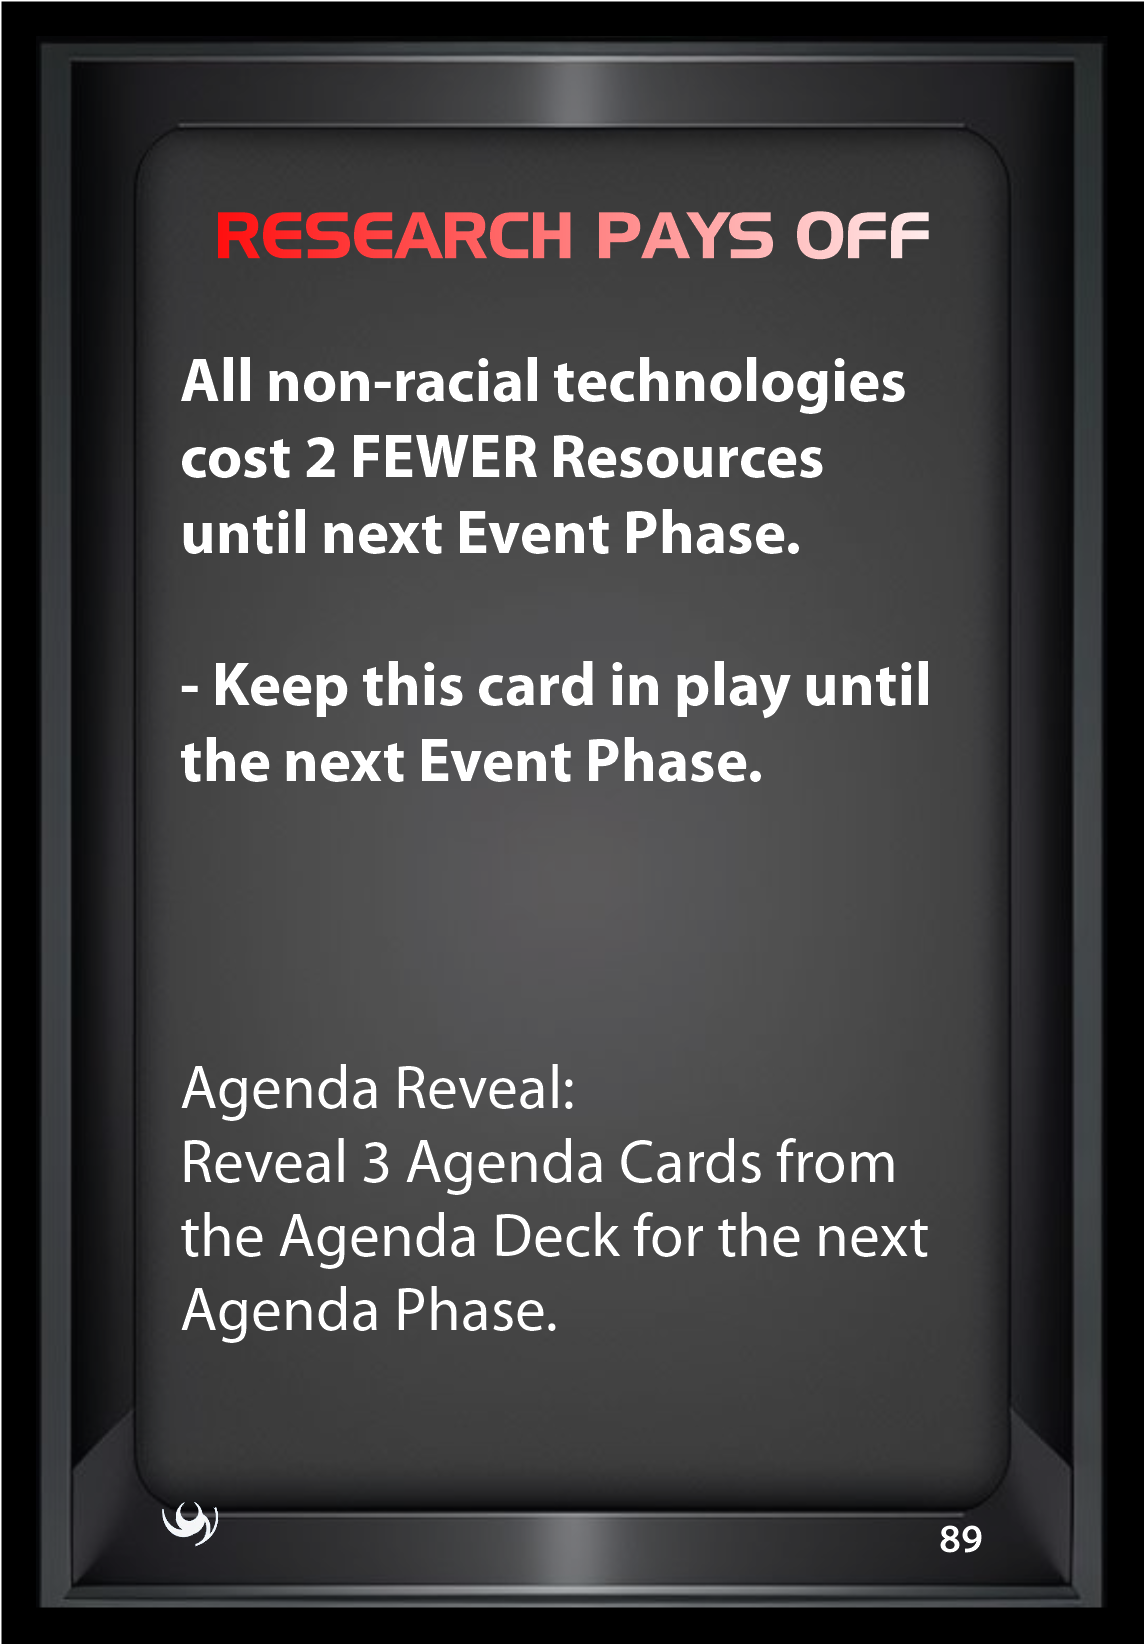 RESEARCH PAYS OFF
All non-racial technologies
cost 2 FEWER Resources
until next Event Phase.
- Keep this card in play until
the next Event Phase.
Agenda Reveal:
Reveal 3 Agenda Cards from
the Agenda Deck for the next
Agenda Phase.
89